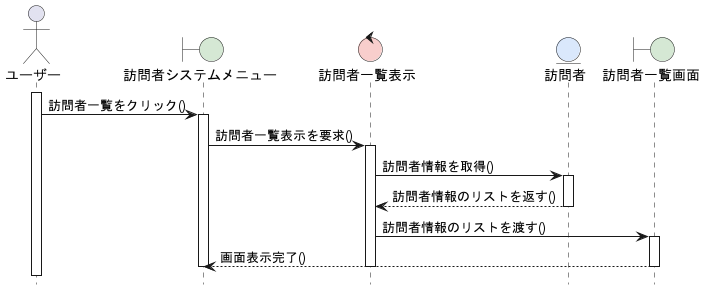 ユーザー
訪問者システムメニュー
訪問者一覧表示
訪問者
訪問者一覧画面
訪問者一覧をクリック()
訪問者一覧表示を要求()
訪問者情報を取得()
訪問者情報のリストを返す()
訪問者情報のリストを渡す()
画面表示完了()